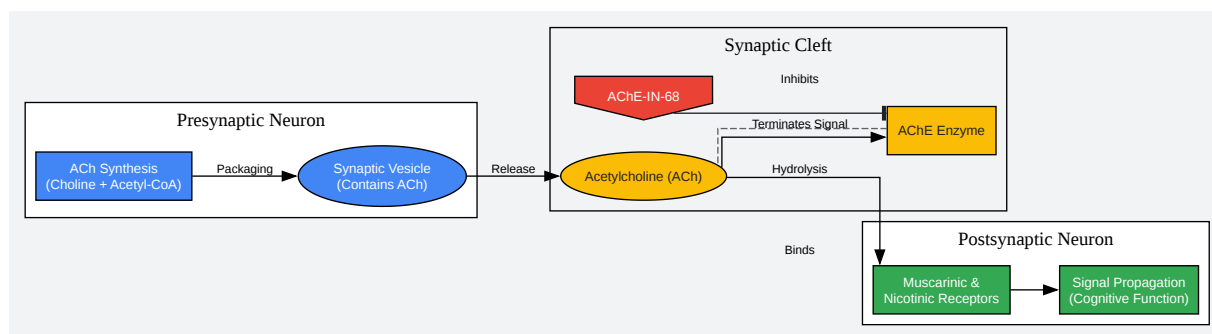 Synaptic Cleft
AChE-IN-68
Inhibits
Presynaptic Neuron
Terminates Signal
AChE Enzyme
ACh Synthesis
(Choline + Acetyl-CoA)
Packaging
Synaptic Vesicle
(Contains ACh)
Release
Acetylcholine (ACh)
Hydrolysis
Binds
Postsynaptic Neuron
Muscarinic &
Nicotinic Receptors
Signal Propagation
(Cognitive Function)